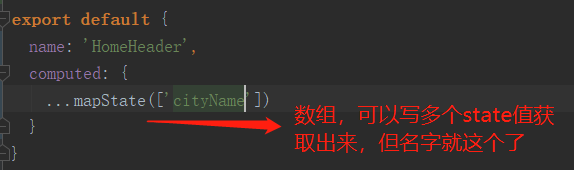 export default {
name: 'HomeHeader',
computed: {
...mapState(['cityName'])
数组，可以写多个state值获
取出来，但名字就这个了
}
}